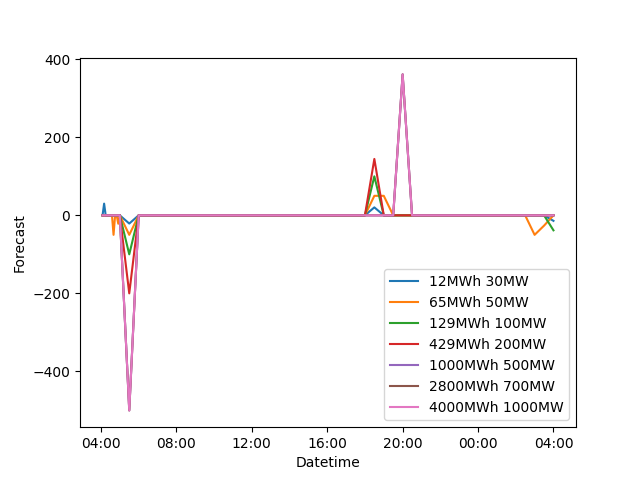 400
200
0
−200
−400
Forecast
12MWh 30MW
65MWh 50MW
129MWh 100MW
429MWh 200MW
1000MWh 500MW
2800MWh 700MW
4000MWh 1000MW
04:00 08:00 12:00 16:00 20:00 00:00 04:00
Datetime